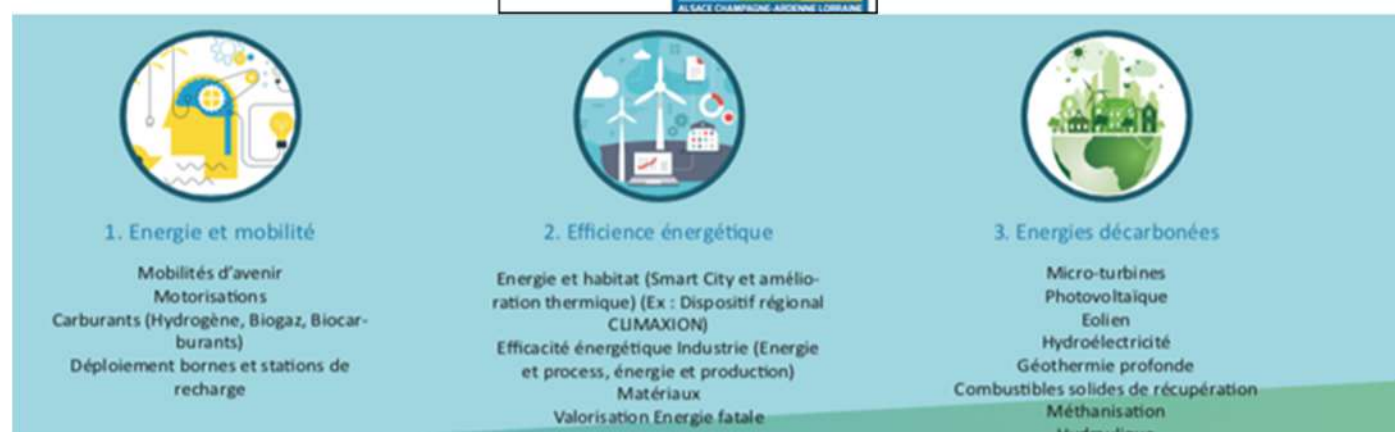 ALSACE CHAMPAGNE-ARDENNE LORRAINE
1. Energie et mobilité
Mobilités d'avenir
Motorisations
Carburants (Hydrogène, Biogaz, Biocar-
burants)
Déploiement bornes et stations de
recharge
2. Efficience énergétique
Energie et habitat (Smart City et amélio-
ration thermique) (Ex : Dispositif régional
CLIMAXION)
Efficacité énergétique Industrie (Energie
et process, énergie et production)
Matériaux
Valorisation Energie fatale
3. Energies décarbonées
Micro-turbines
Photovoltaïque
Eolien
Hydroélectricité
Géothermie profonde
Combustibles solides de récupération
Méthanisation